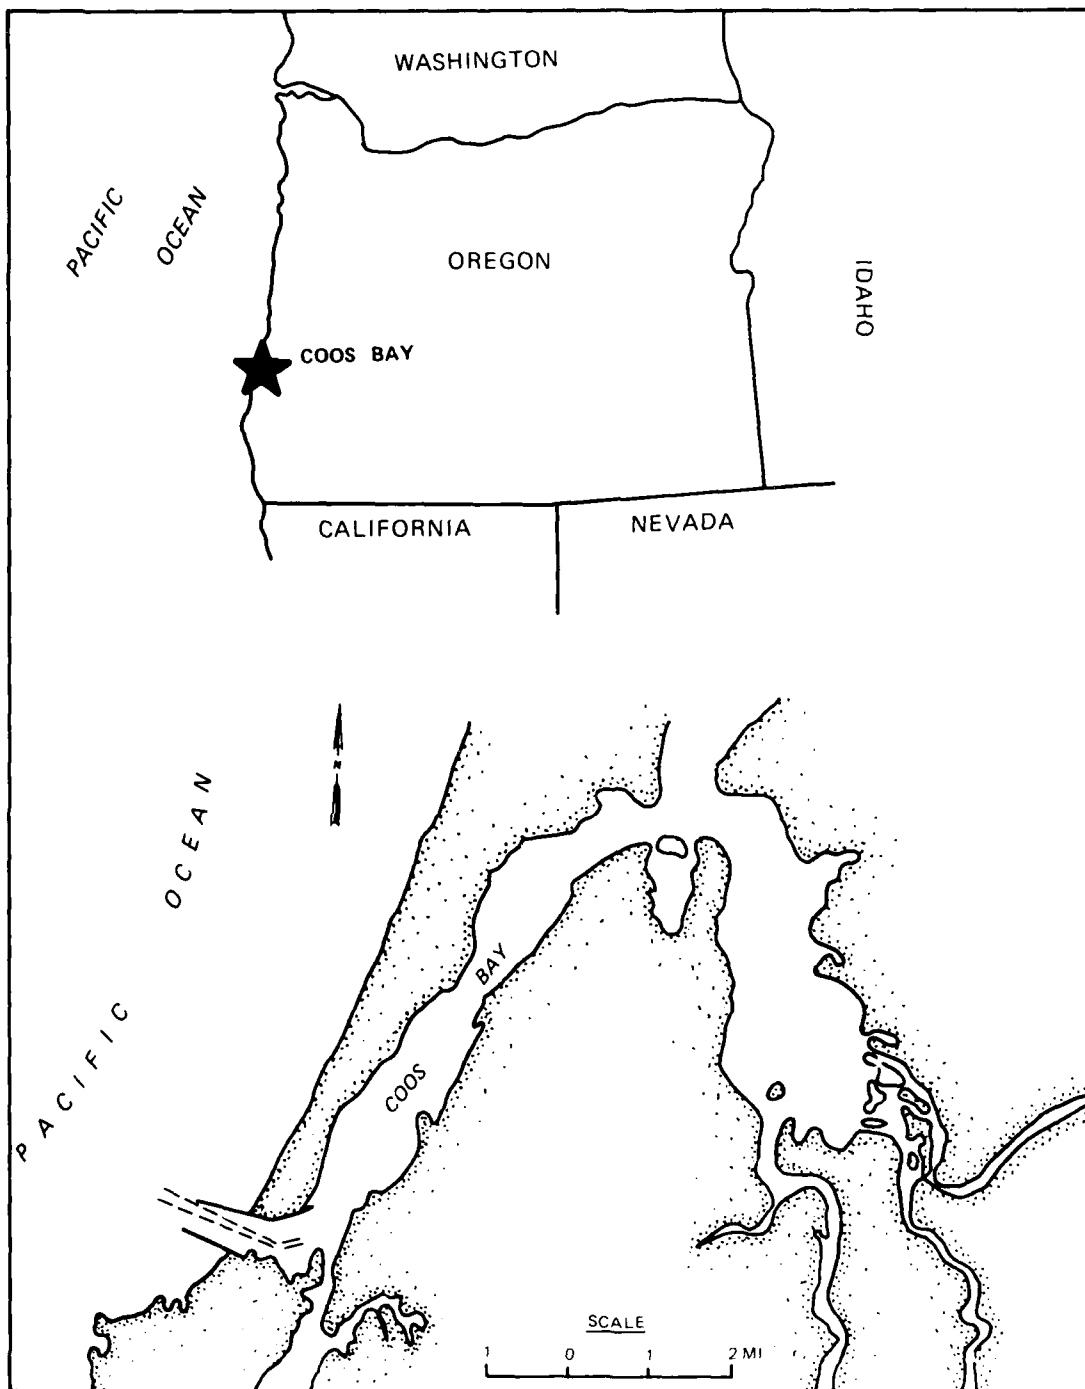 WASHINGTON
PACIFIC
OCEAN
OREGON
IDAHO
COOS BAY
CALIFORNIA
NEVADA
N
PACIFIC OCEAN
COOS BAY
SCALE
1 0 1 2 MI